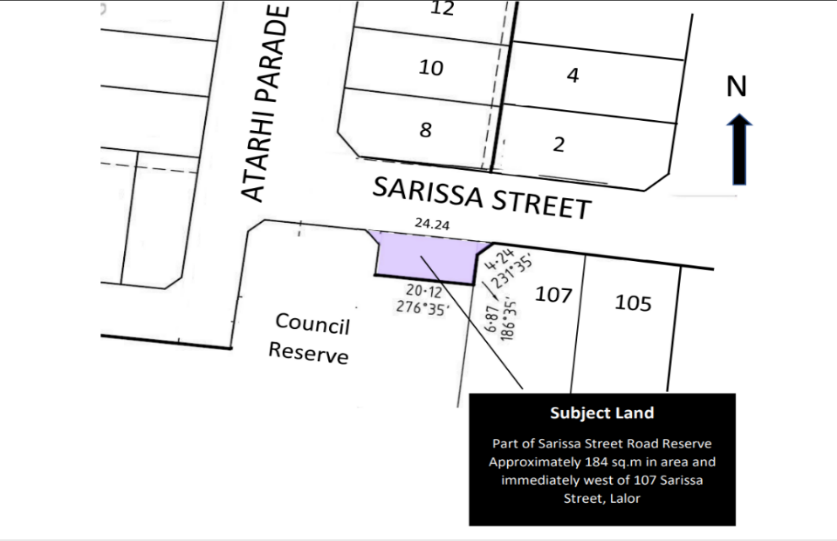 12
10
4
8
2
N
ATARHI PARADE
SARISSA STREET
24.24
4·24
231°35'
20·12
276°35'
6·87
186°35'
107
105
Council
Reserve
Subject Land
Part of Sarissa Street Road Reserve
Approximately 184 sq.m in area and
immediately west of 107 Sarissa
Street, Lalor